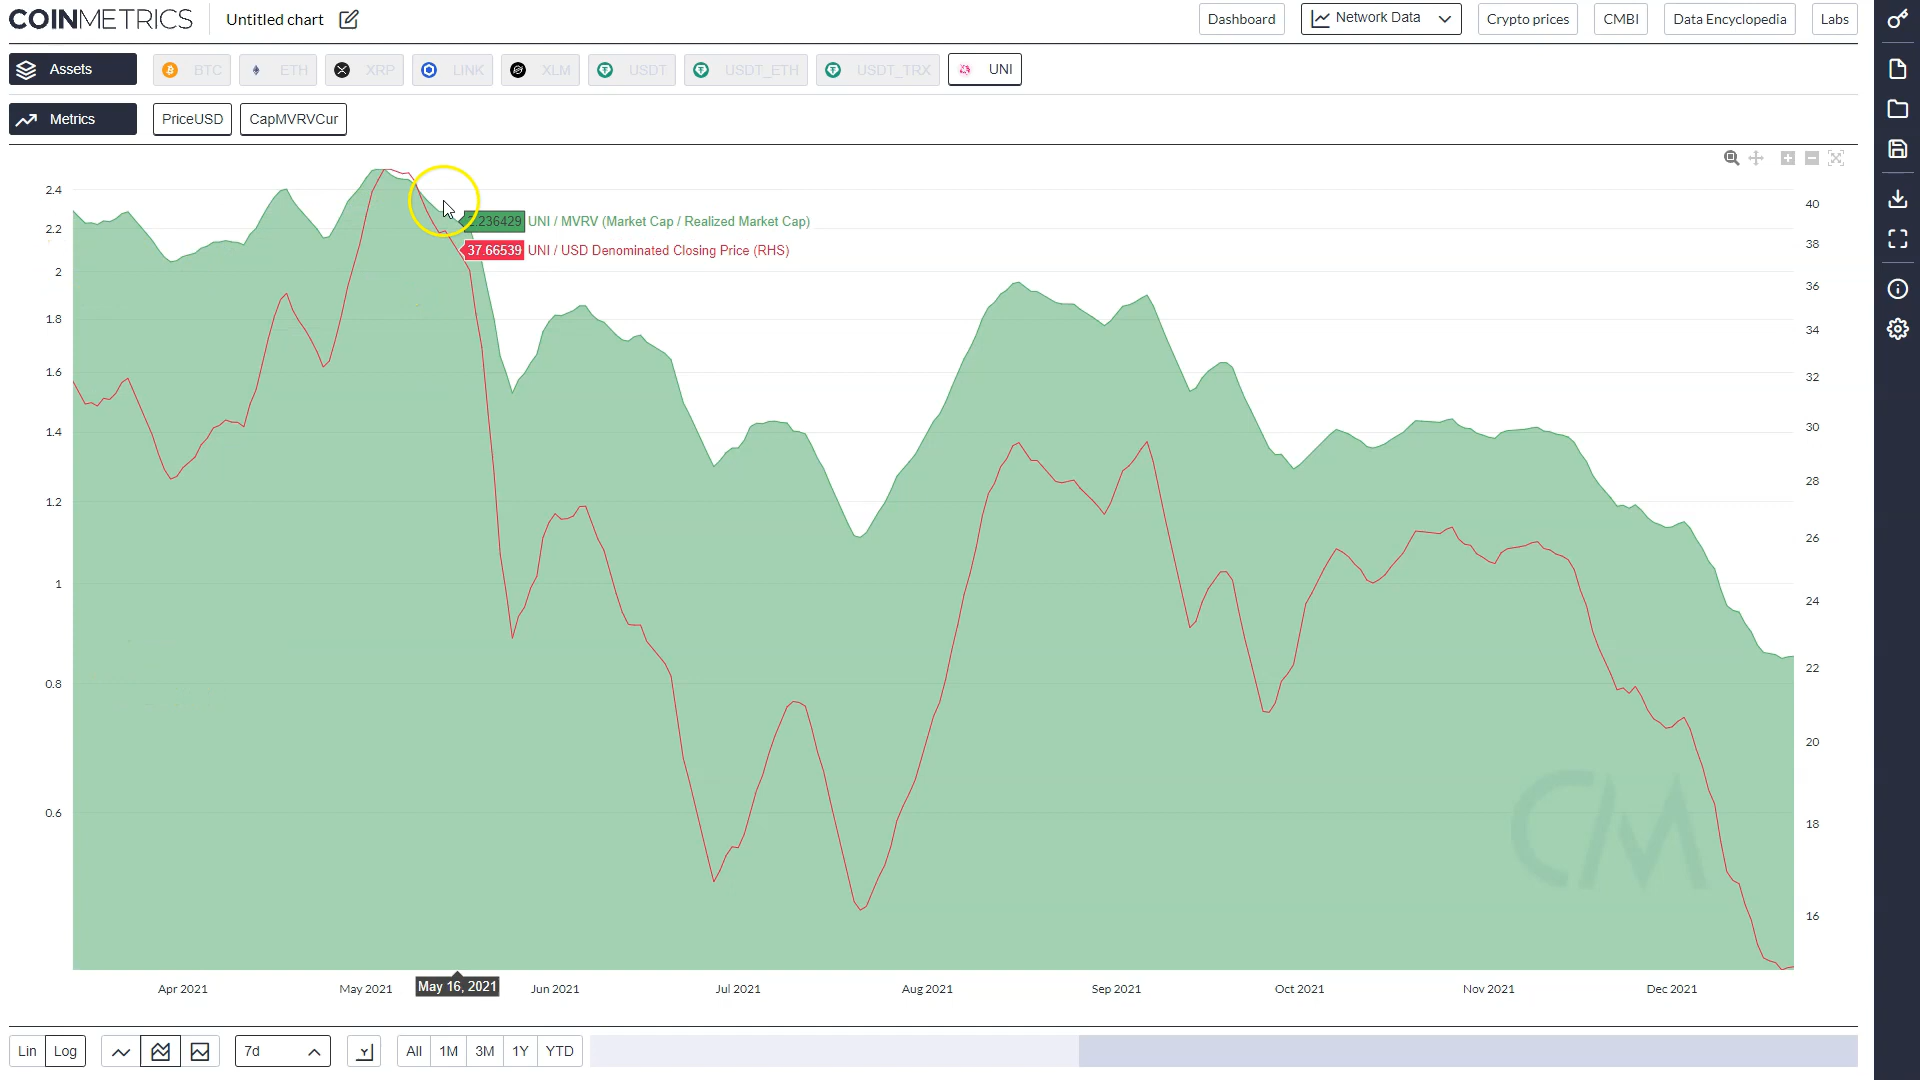 COINMETRICS
Untitled chart
Dashboard
Network Data
Crypto prices
CMBI
Data Encyclopedia
Labs
Assets
BTC
ETH
XRP
LINK
XLM
USDT
USDT_ETH
USDT_TRX
UNI
Metrics
PriceUSD
CapMVRVCur
2.4
2.2
2
1.8
1.6
1.4
1.2
1
0.8
0.6
2.236429 UNI / MVRV (Market Cap / Realized Market Cap)
37.66539 UNI / USD Denominated Closing Price (RHS)
40
38
36
34
32
30
28
26
24
22
20
18
16
CM
Apr 2021
May 2021
May 16, 2021
Jun 2021
Jul 2021
Aug 2021
Sep 2021
Oct 2021
Nov 2021
Dec 2021
Lin
Log
7d
All
1M
3M
1Y
YTD